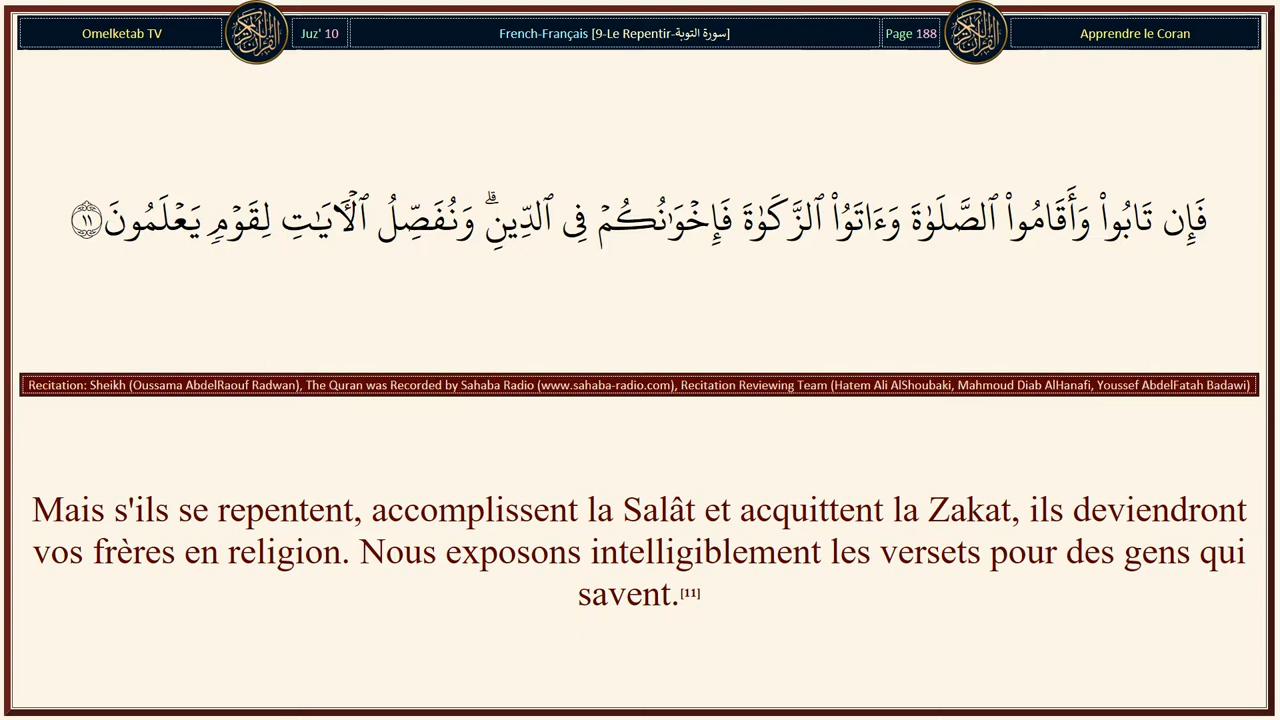 Omelketab TV
Juz' 10
French-Français [9-Le Repentir-سورة التوبة]
Page 188
Apprendre le Coran
فَإِن تَابُوا۟ وَأَقَامُوا۟ ٱلصَّلَوٰةَ وَءَاتَوُا۟ ٱلزَّكَوٰةَ فَإِخْوَٰنُكُمْ فِى ٱلدِّينِ ۗ وَنُفَصِّلُ ٱلْـَٔايَـٰتِ لِقَوْمٍ يَعْلَمُونَ ١١
Recitation: Sheikh (Oussama AbdelRaouf Radwan), The Quran was Recorded by Sahaba Radio (www.sahaba-radio.com), Recitation Reviewing Team (Hatem Ali AlShoubaki, Mahmoud Diab AlHanafi, Youssef AbdelFatah Badawi)
Mais s'ils se repentent, accomplissent la Salât et acquittent la Zakat, ils deviendront
vos frères en religion. Nous exposons intelligiblement les versets pour des gens qui
savent.[11]